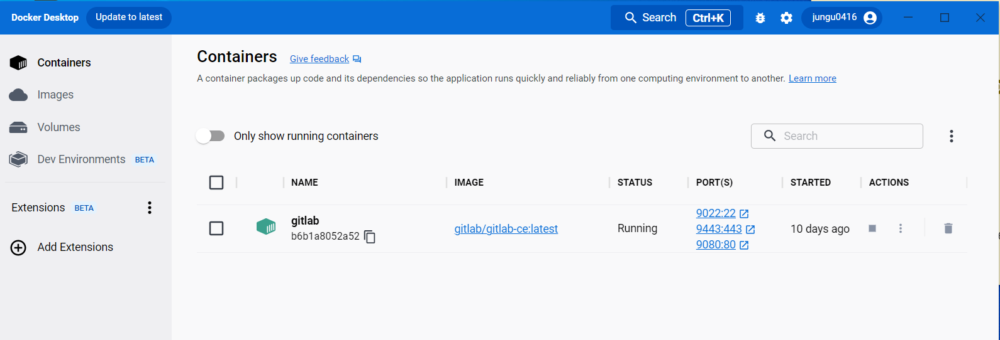 Docker Desktop Update to latest Search Ctrl+K jungu0416
Containers
Images
Volumes
Dev Environments BETA
Extensions BETA
Add Extensions
Containers Give feedback
A container packages up code and its dependencies so the application runs quickly and reliably from one computing environment to another. Learn more
Only show running containers Search
NAME IMAGE STATUS PORT(S) STARTED ACTIONS
gitlab
b6b1a8052a52
gitlab/gitlab-ce:latest
Running
9022:22
9443:443
9080:80
10 days ago